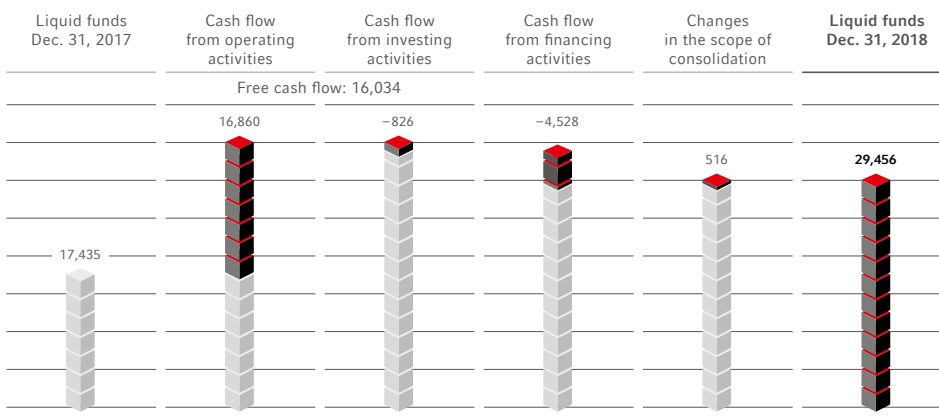 Liquid funds
Dec. 31, 2017
Cash flow
from operating
activities
Cash flow
from investing
activities
Cash flow
from financing
activities
Changes
in the scope of
consolidation
Liquid funds
Dec. 31, 2018
Free cash flow: 16,034
17,435
16,860
−826
−4,528
516
29,456